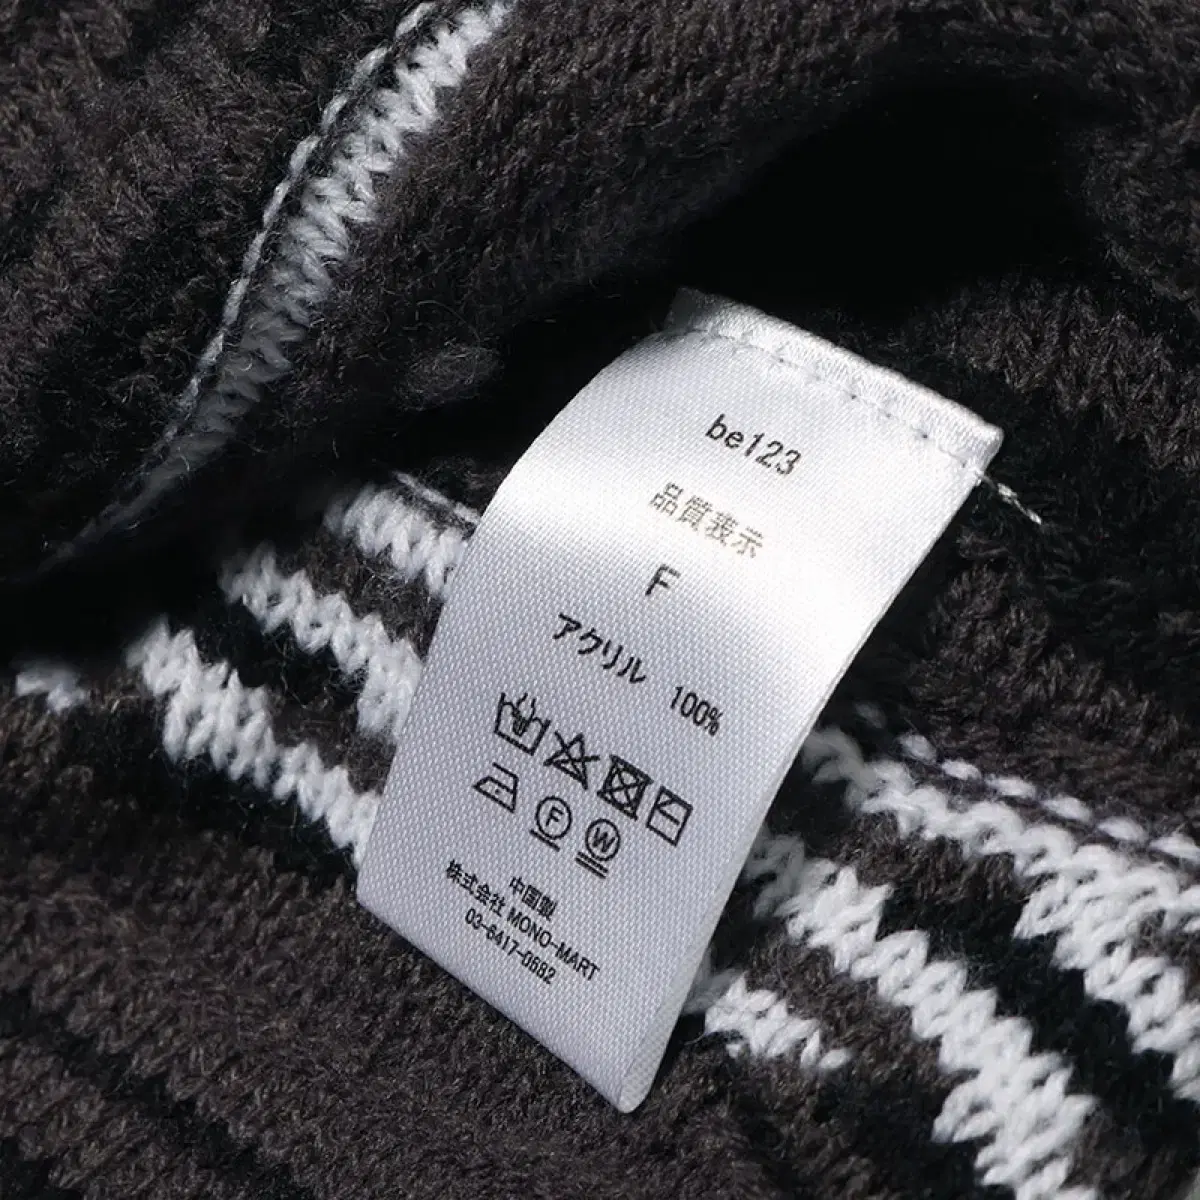 be123
品質表示
F
アクリル 100%
F
W
中国製
株式会社 MONO-MART
03-6417-0682